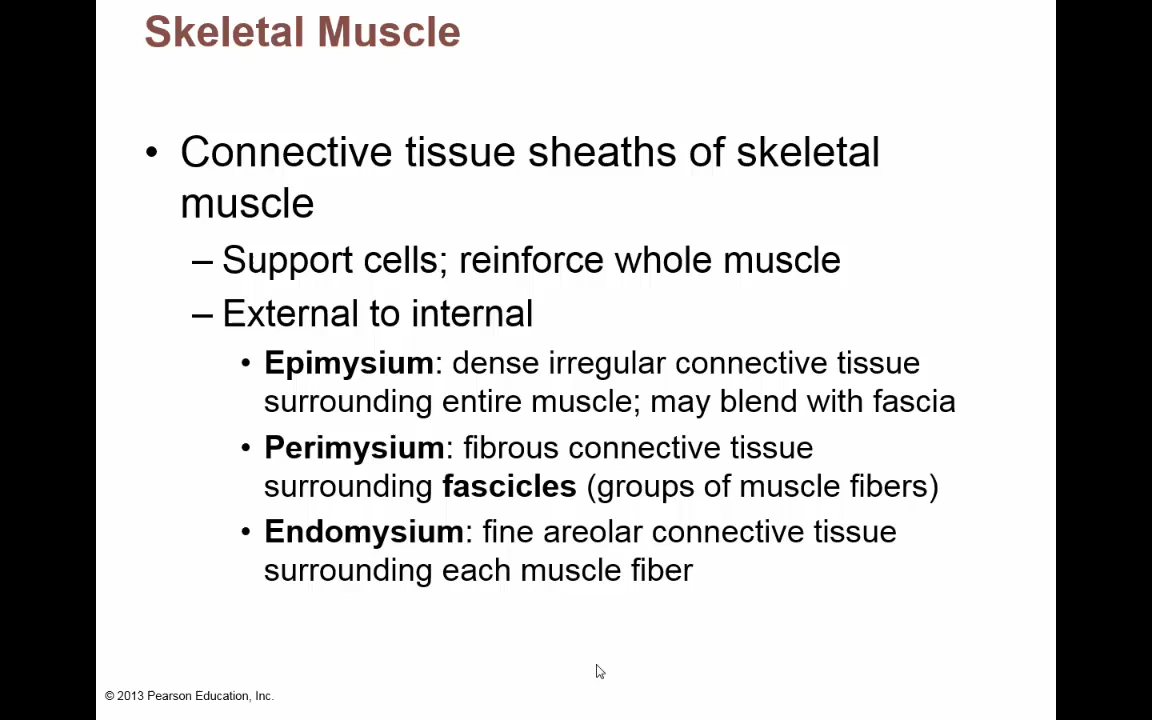 Skeletal Muscle
• Connective tissue sheaths of skeletal
muscle
– Support cells; reinforce whole muscle
– External to internal
• Epimysium: dense irregular connective tissue
surrounding entire muscle; may blend with fascia
• Perimysium: fibrous connective tissue
surrounding fascicles (groups of muscle fibers)
• Endomysium: fine areolar connective tissue
surrounding each muscle fiber
© 2013 Pearson Education, Inc.